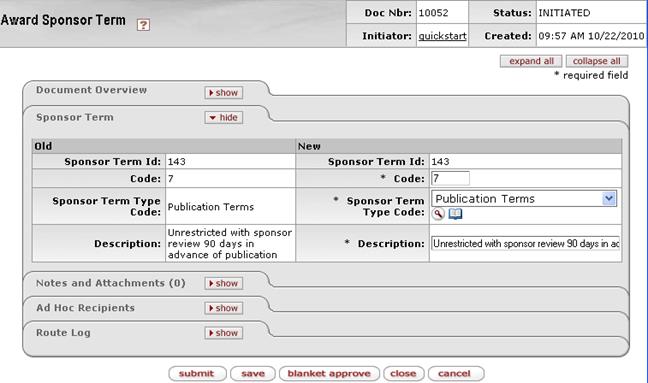 Award Sponsor Term ?
Doc Nbr: 10052 Status: INITIATED
Initiator: quickstart Created: 09:57 AM 10/22/2010
expand all collapse all
* required field
Document Overview show
Sponsor Term hide
Old New
Sponsor Term Id: 143 Sponsor Term Id: 143
Code: 7 * Code: 7
Sponsor Term Type Code: Publication Terms * Sponsor Term Type Code: Publication Terms
Description: Unrestricted with sponsor review 90 days in advance of publication * Description: Unrestricted with sponsor review 90 days in ac
Notes and Attachments (0) show
Ad Hoc Recipients show
Route Log show
submit save blanket approve close cancel